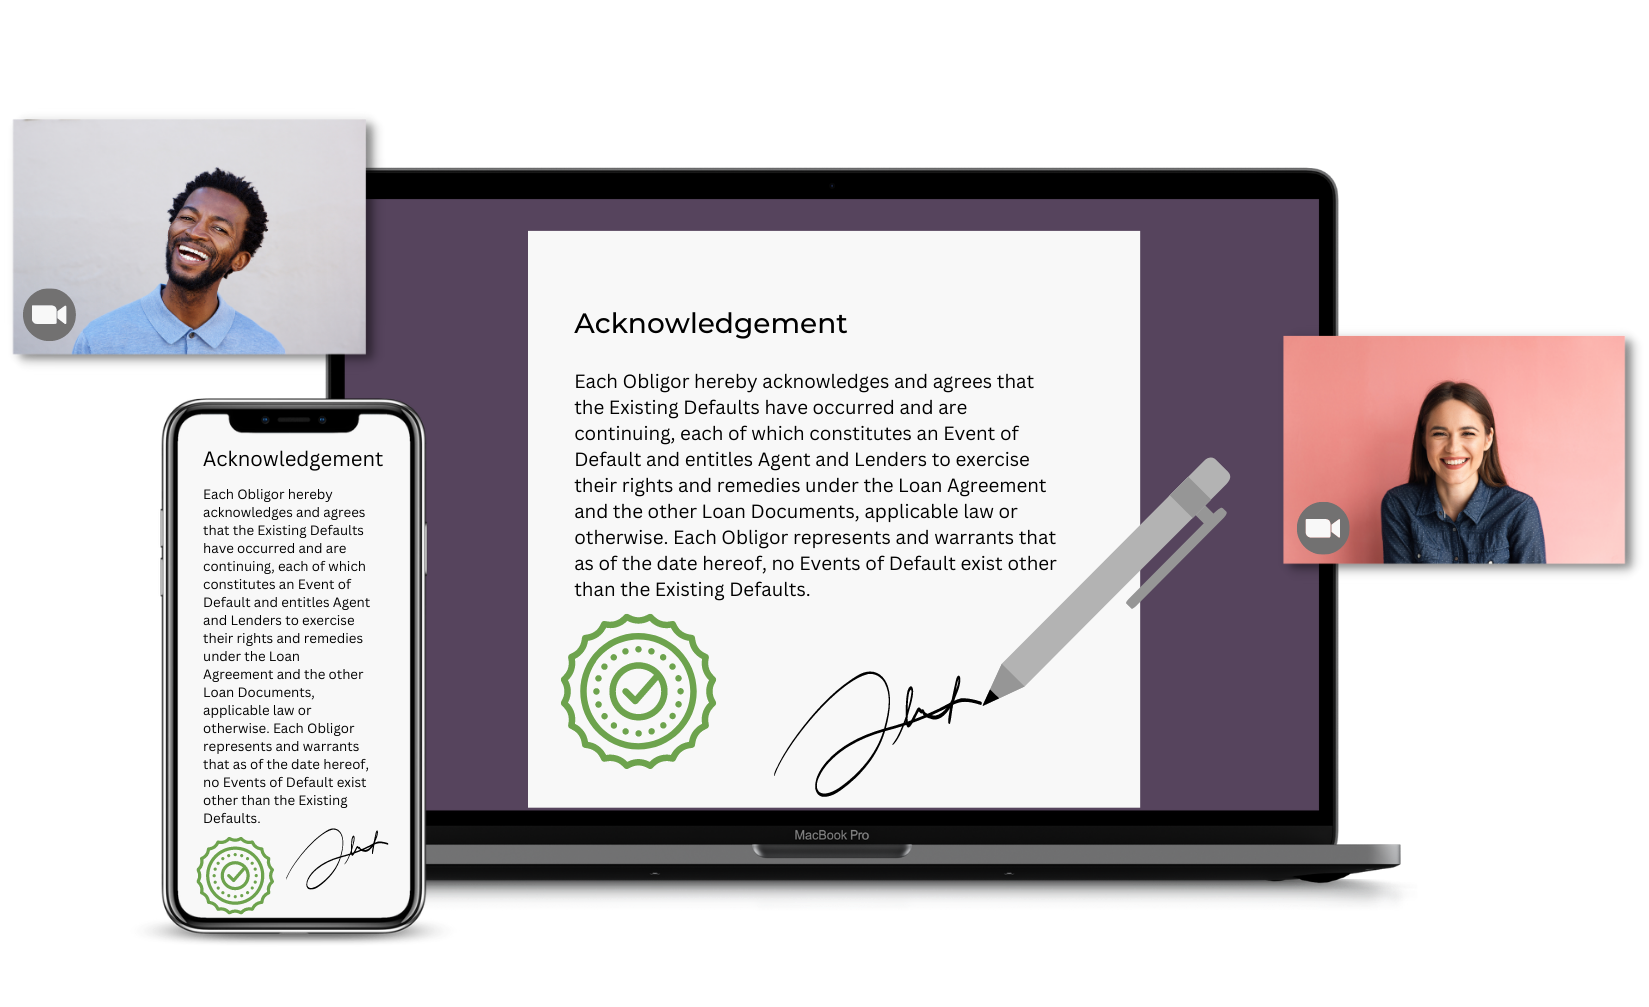 Acknowledgement
Each Obligor hereby acknowledges and agrees that
the Existing Defaults have occurred and are
continuing, each of which constitutes an Event of
Default and entitles Agent and Lenders to exercise
their rights and remedies under the Loan Agreement
and the other Loan Documents, applicable law or
otherwise. Each Obligor represents and warrants that
as of the date hereof, no Events of Default exist other
than the Existing Defaults.
MacBook Pro
Acknowledgement
Each Obligor hereby
acknowledges and agrees
that the Existing Defaults
have occurred and are
continuing, each of which
constitutes an Event of
Default and entitles Agent
and Lenders to exercise
their rights and remedies
under the Loan
Agreement and the other
Loan Documents,
applicable law or
otherwise. Each Obligor
represents and warrants
that as of the date hereof,
no Events of Default exist
other than the Existing
Defaults.